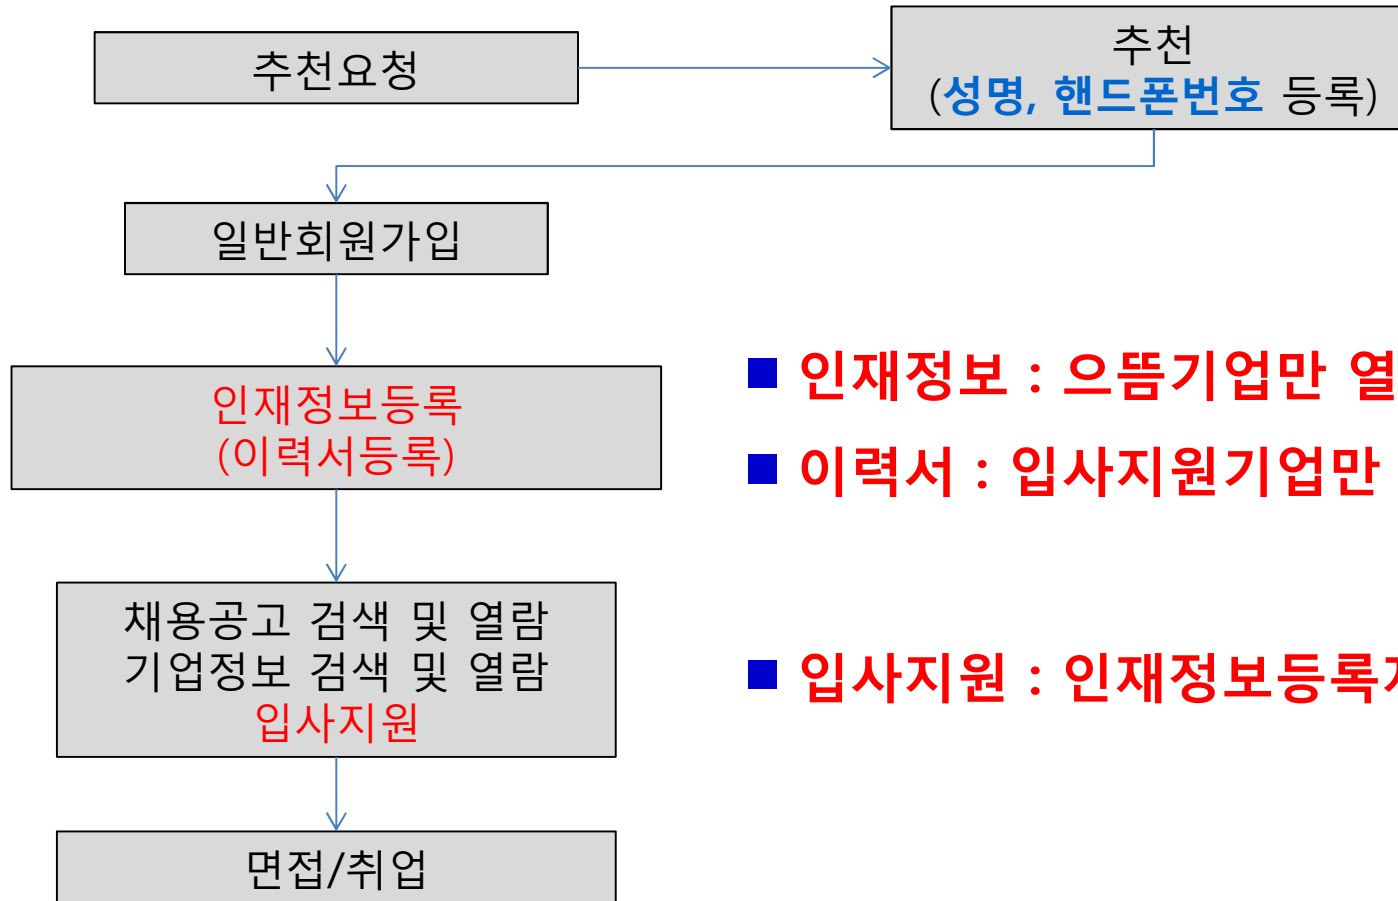 추천요청
추천
(성명, 핸드폰번호 등록)
일반회원가입
인재정보등록
(이력서등록)
인재정보 : 으뜸기업만
이력서 : 입사지원기업만
채용공고 검색 및 열람
기업정보 검색 및 열람
입사지원
입사지원 : 인재정보등록
면접/취업